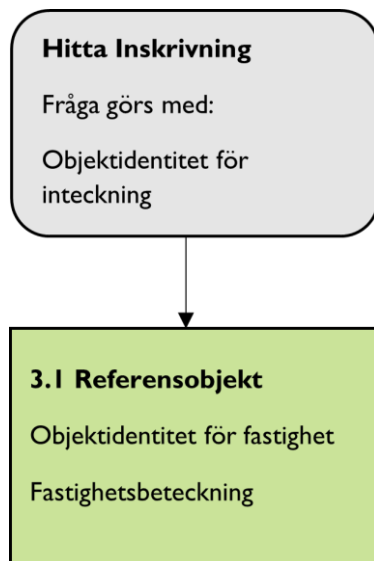 Hitta Inskrivning
Fråga görs med:
Objektidentitet för
inteckning
3.1 Referensobjekt
Objektidentitet för fastighet
Fastighetsbeteckning